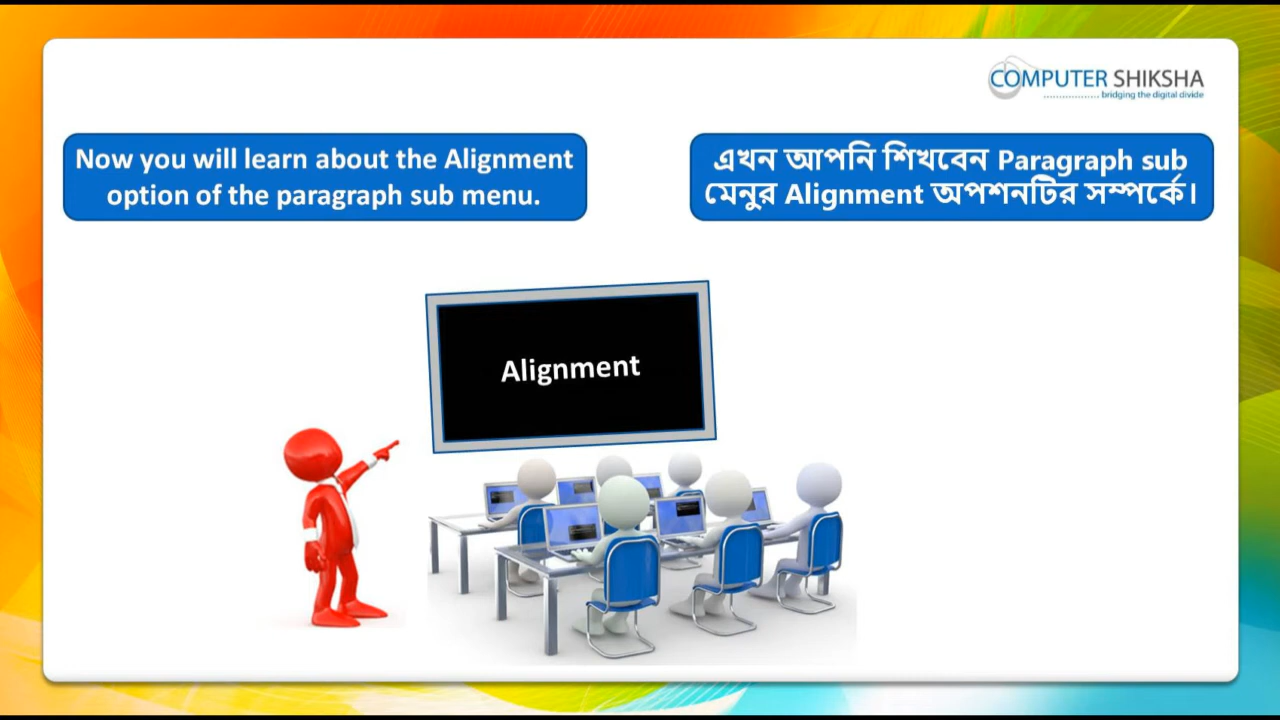 COMPUTER SHIKSHA
bridging the digital divide
Now you will learn about the Alignment
option of the paragraph sub menu.
এখন আপনি শিখবেন Paragraph sub
মেনুর Alignment অপশনটির সম্পর্কে।
Alignment